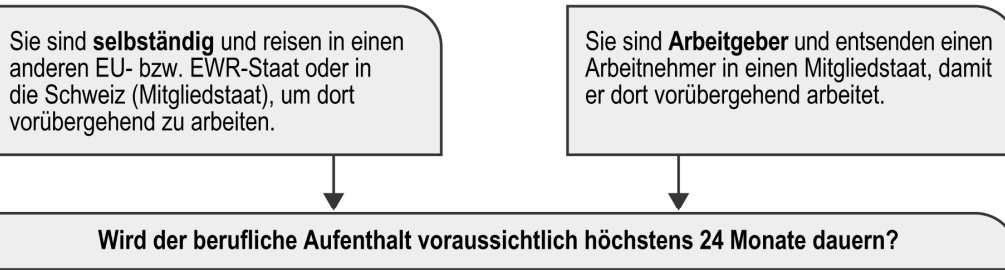 Sie sind selbständig und reisen in einen
anderen EU- bzw. EWR-Staat oder in
die Schweiz (Mitgliedstaat), um dort
vorübergehend zu arbeiten.
Sie sind Arbeitgeber und entsenden einen
Arbeitnehmer in einen Mitgliedstaat, damit
er dort vorübergehend arbeitet.
Wird der berufliche Aufenthalt voraussichtlich höchstens 24 Monate dauern?